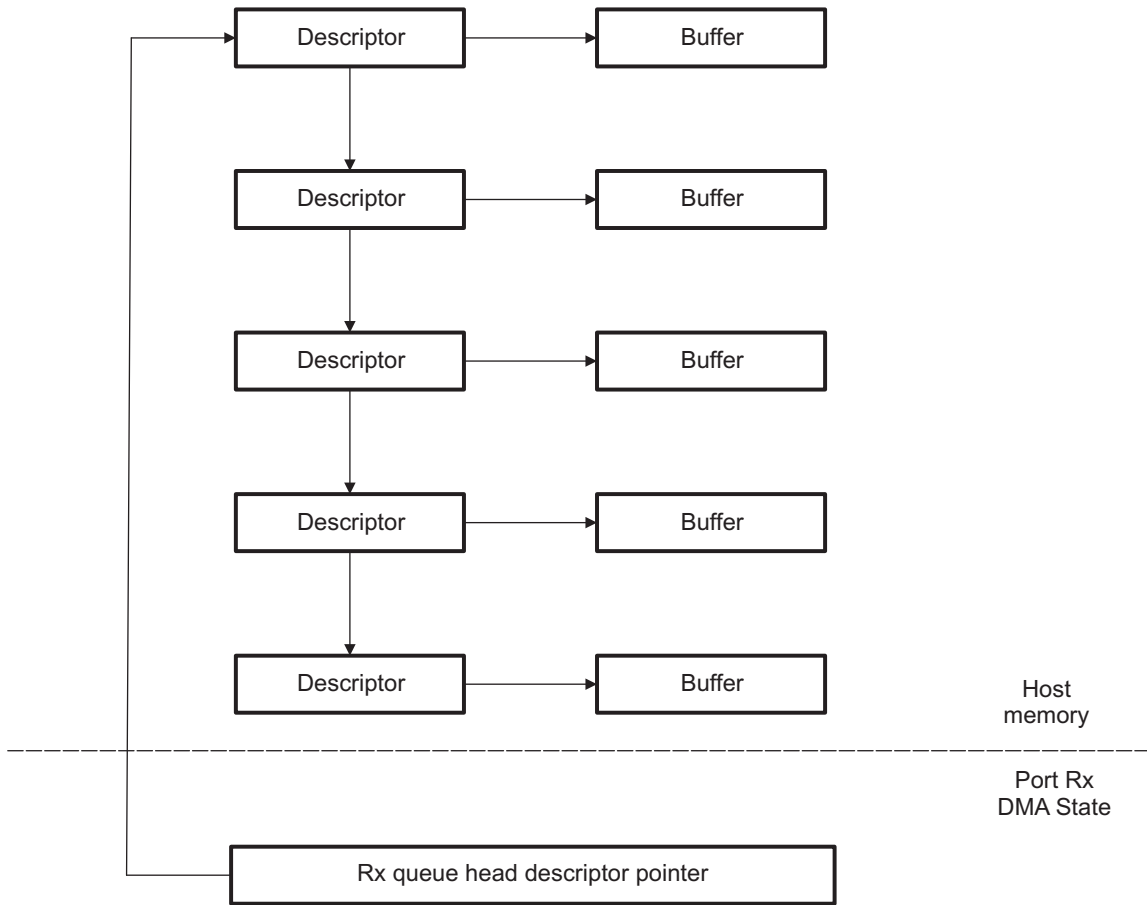 Descriptor
Buffer
Descriptor
Buffer
Descriptor
Buffer
Descriptor
Buffer
Descriptor
Buffer
Host
memory
Port Rx
DMA State
Rx queue head descriptor pointer